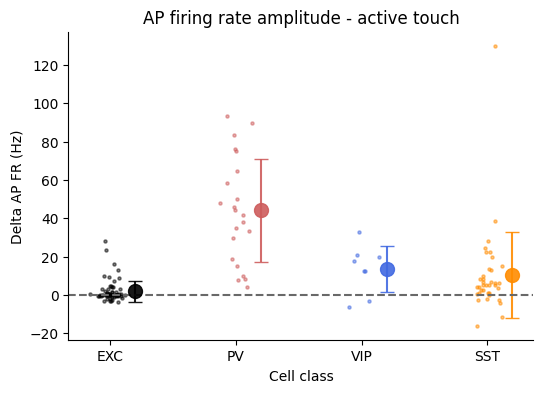 AP firing rate amplitude - active touch
Delta AP FR (Hz)
120
100
80
60
40
20
0
−20
EXC PV VIP SST
Cell class